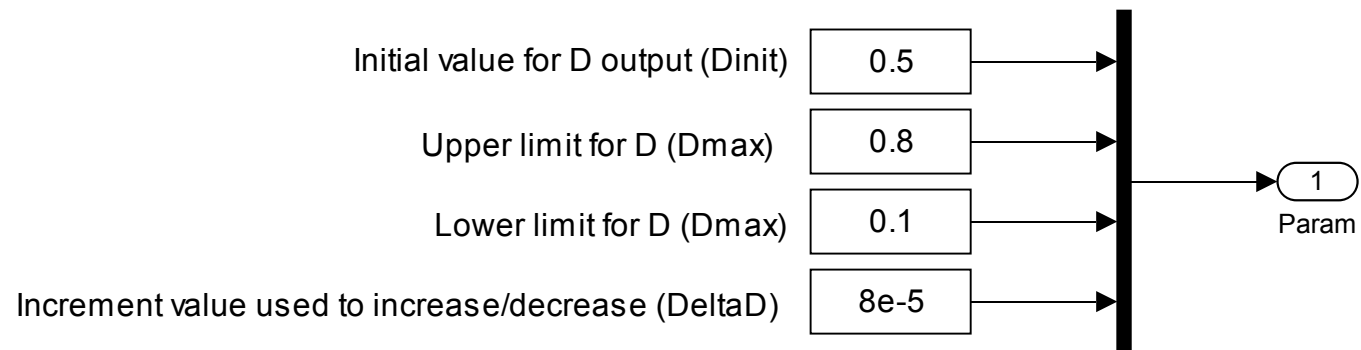 Initial value for D output (Dinit)
0.5
Upper limit for D (Dmax)
0.8
1
Lower limit for D (Dmax)
0.1
Param
Increment value used to increase/decrease (DeltaD)
8e-5